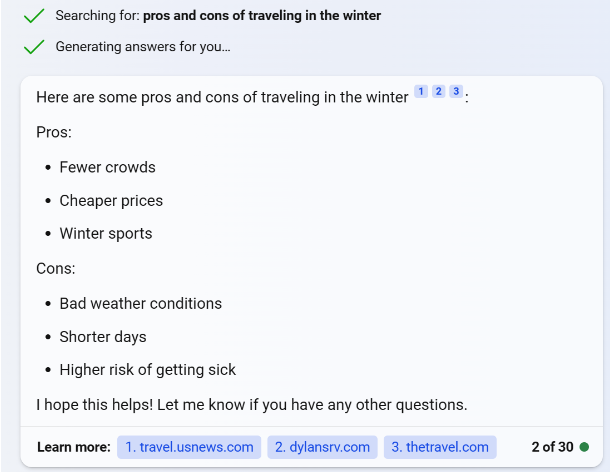 Searching for: pros and cons of traveling in the winter
Generating answers for you...
Here are some pros and cons of traveling in the winter 1 2 3 :
Pros:
• Fewer crowds
• Cheaper prices
• Winter sports
Cons:
• Bad weather conditions
• Shorter days
• Higher risk of getting sick
I hope this helps! Let me know if you have any other questions.
Learn more: 1. travel.usnews.com 2. dylansrv.com 3. thetravel.com 2 of 30